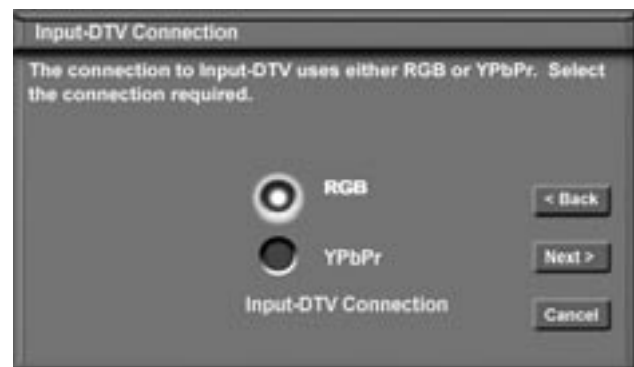 Input-DTV Connection
The connection to Input-DTV uses either RGB or YPbPr. Select
the connection required.
RGB
< Back
YPbPr
Next >
Input-DTV Connection
Cancel